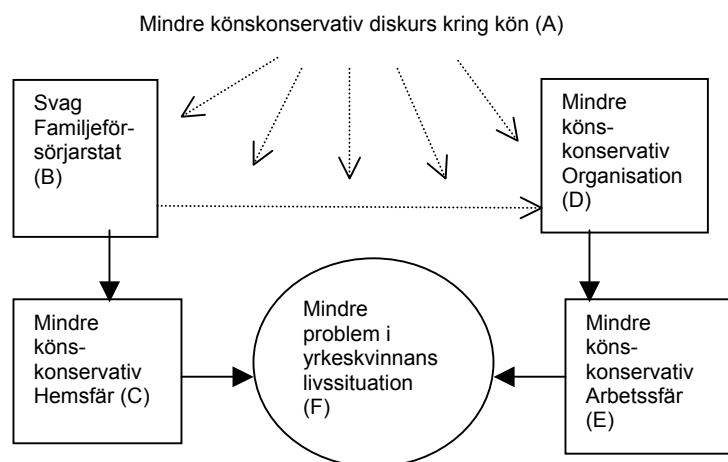 Mindre könskonservativ diskurs kring kön (A)
Svag
Familjeför-
sörjarstat
(B)
Mindre
köns-
konservativ
Organisation
(D)
Mindre
köns-
konservativ
Hemsfär (C)
Mindre
problem i
yrkeskvinnans
livssituation
(F)
Mindre
köns-
konservativ
Arbetssfär
(E)